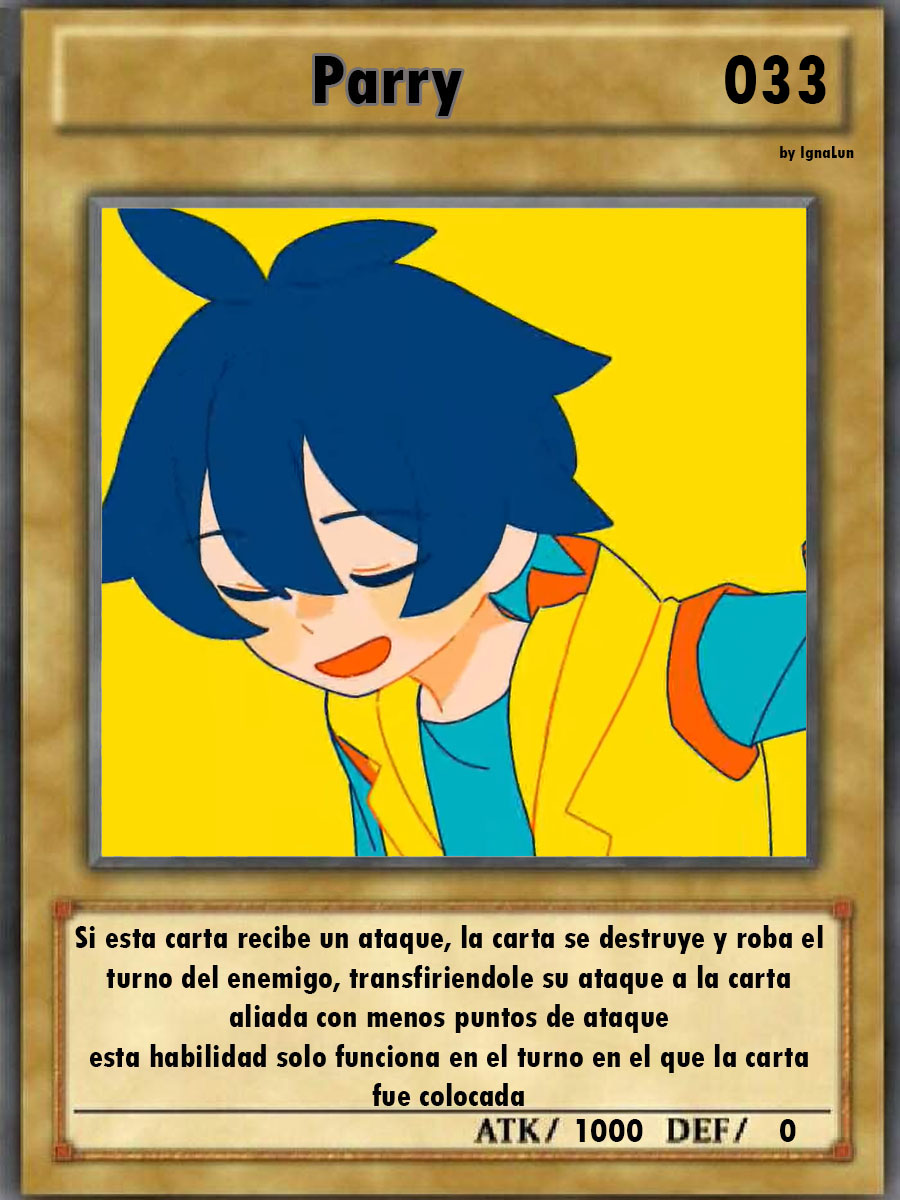 Parry 033
by IgnaLun
Si esta carta recibe un ataque, la carta se destruye y roba el
turno del enemigo, transfiriendole su ataque a la carta
aliada con menos puntos de ataque
esta habilidad solo funciona en el turno en el que la carta
fue colocada
ATK/ 1000 DEF/ 0